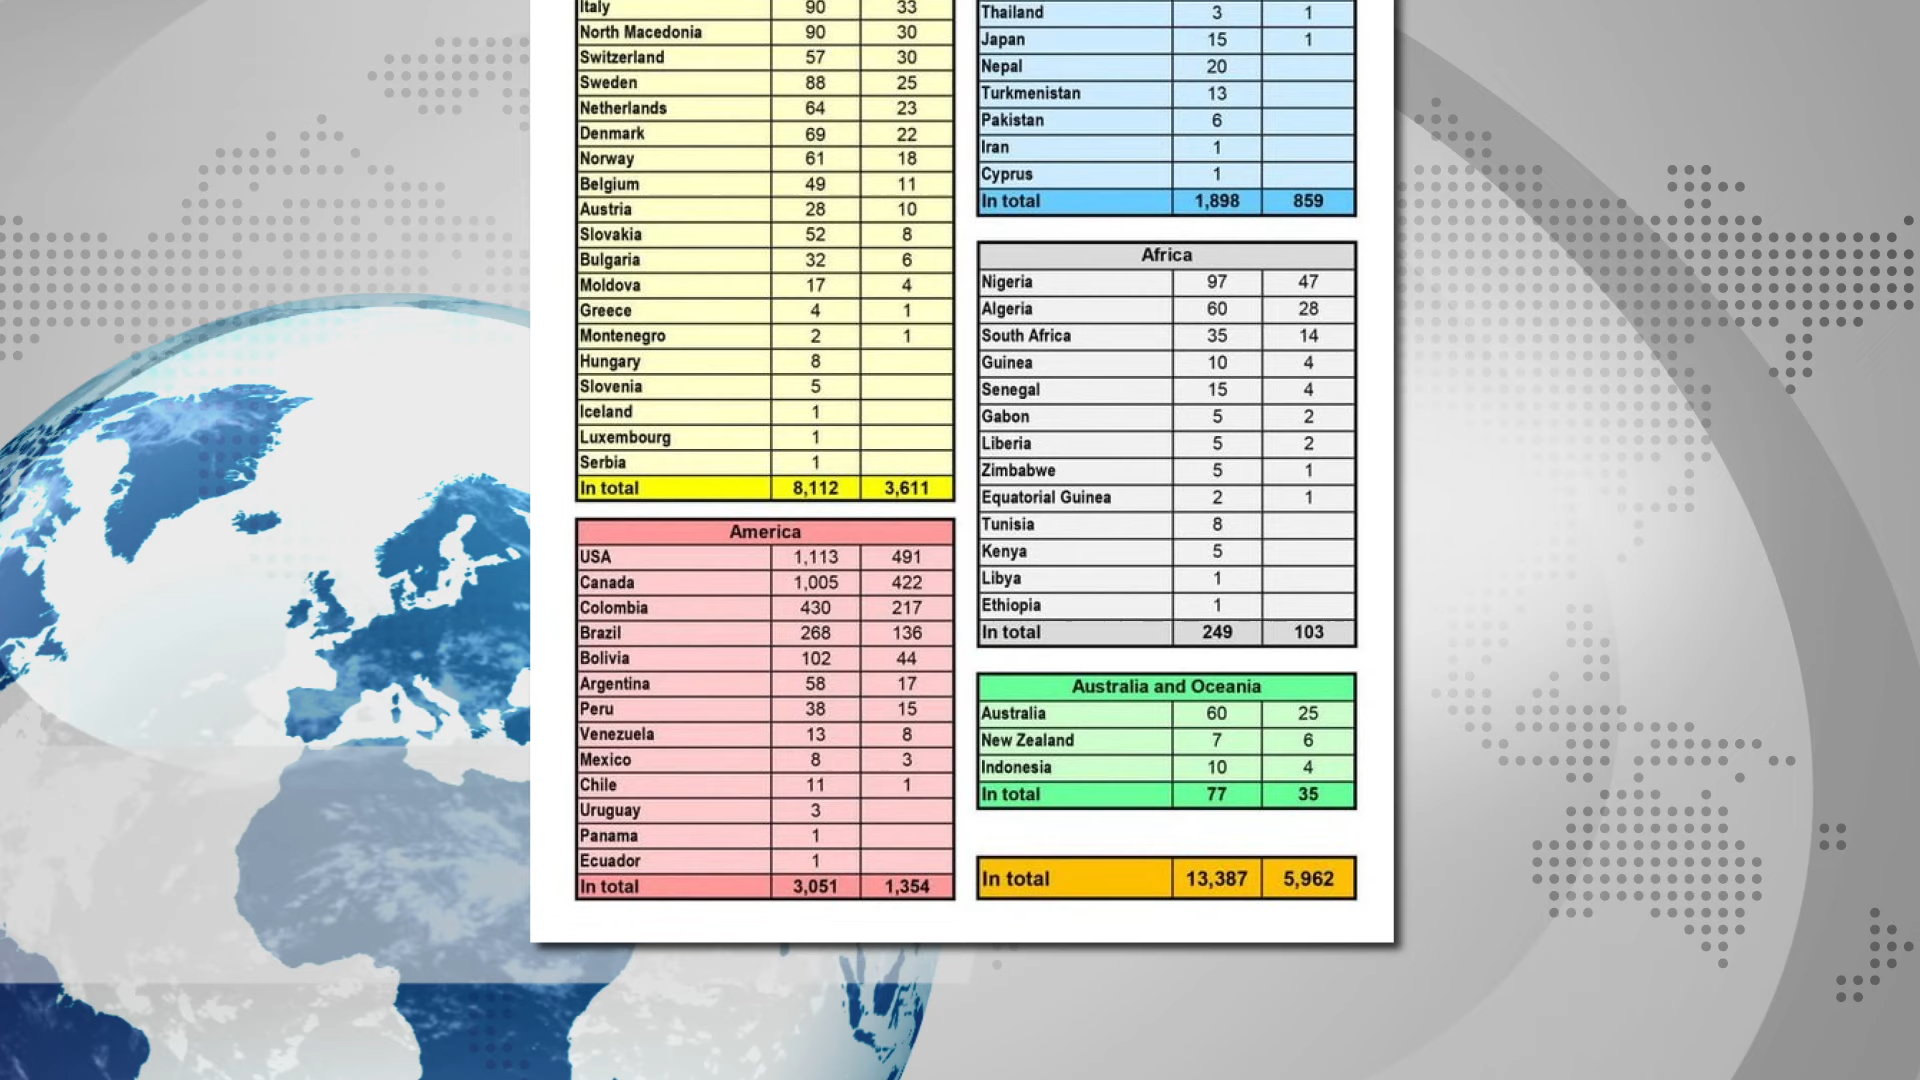 Italy 90 33
North Macedonia 90 30
Switzerland 57 30
Sweden 88 25
Netherlands 64 23
Denmark 69 22
Norway 61 18
Belgium 49 11
Austria 28 10
Slovakia 52 8
Bulgaria 32 6
Moldova 17 4
Greece 4 1
Montenegro 2 1
Hungary 8
Slovenia 5
Iceland 1
Luxembourg 1
Serbia 1
In total 8,112 3,611
America
USA 1,113 491
Canada 1,005 422
Colombia 430 217
Brazil 268 136
Bolivia 102 44
Argentina 58 17
Peru 38 15
Venezuela 13 8
Mexico 8 3
Chile 11 1
Uruguay 3
Panama 1
Ecuador 1
In total 3,051 1,354
Thailand 3 1
Japan 15 1
Nepal 20
Turkmenistan 13
Pakistan 6
Iran 1
Cyprus 1
In total 1,898 859
Africa
Nigeria 97 47
Algeria 60 28
South Africa 35 14
Guinea 10 4
Senegal 15 4
Gabon 5 2
Liberia 5 2
Zimbabwe 5 1
Equatorial Guinea 2 1
Tunisia 8
Kenya 5
Libya 1
Ethiopia 1
In total 249 103
Australia and Oceania
Australia 60 25
New Zealand 7 6
Indonesia 10 4
In total 77 35
In total 13,387 5,962